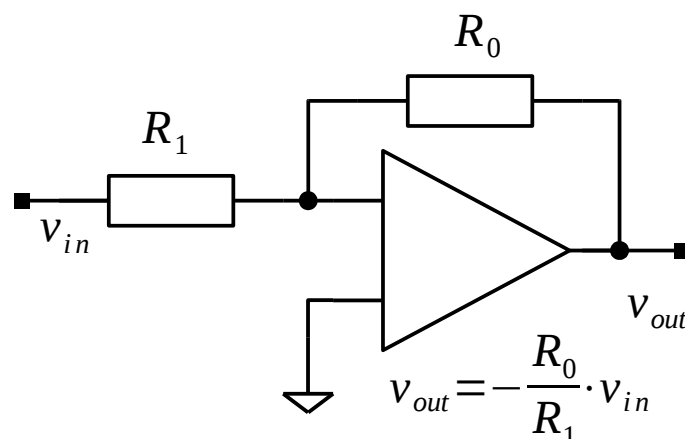 R₀
R₁
vᵢₙ
vₒᵤₜ
vₒᵤₜ = − R₀/R₁ · vᵢₙ